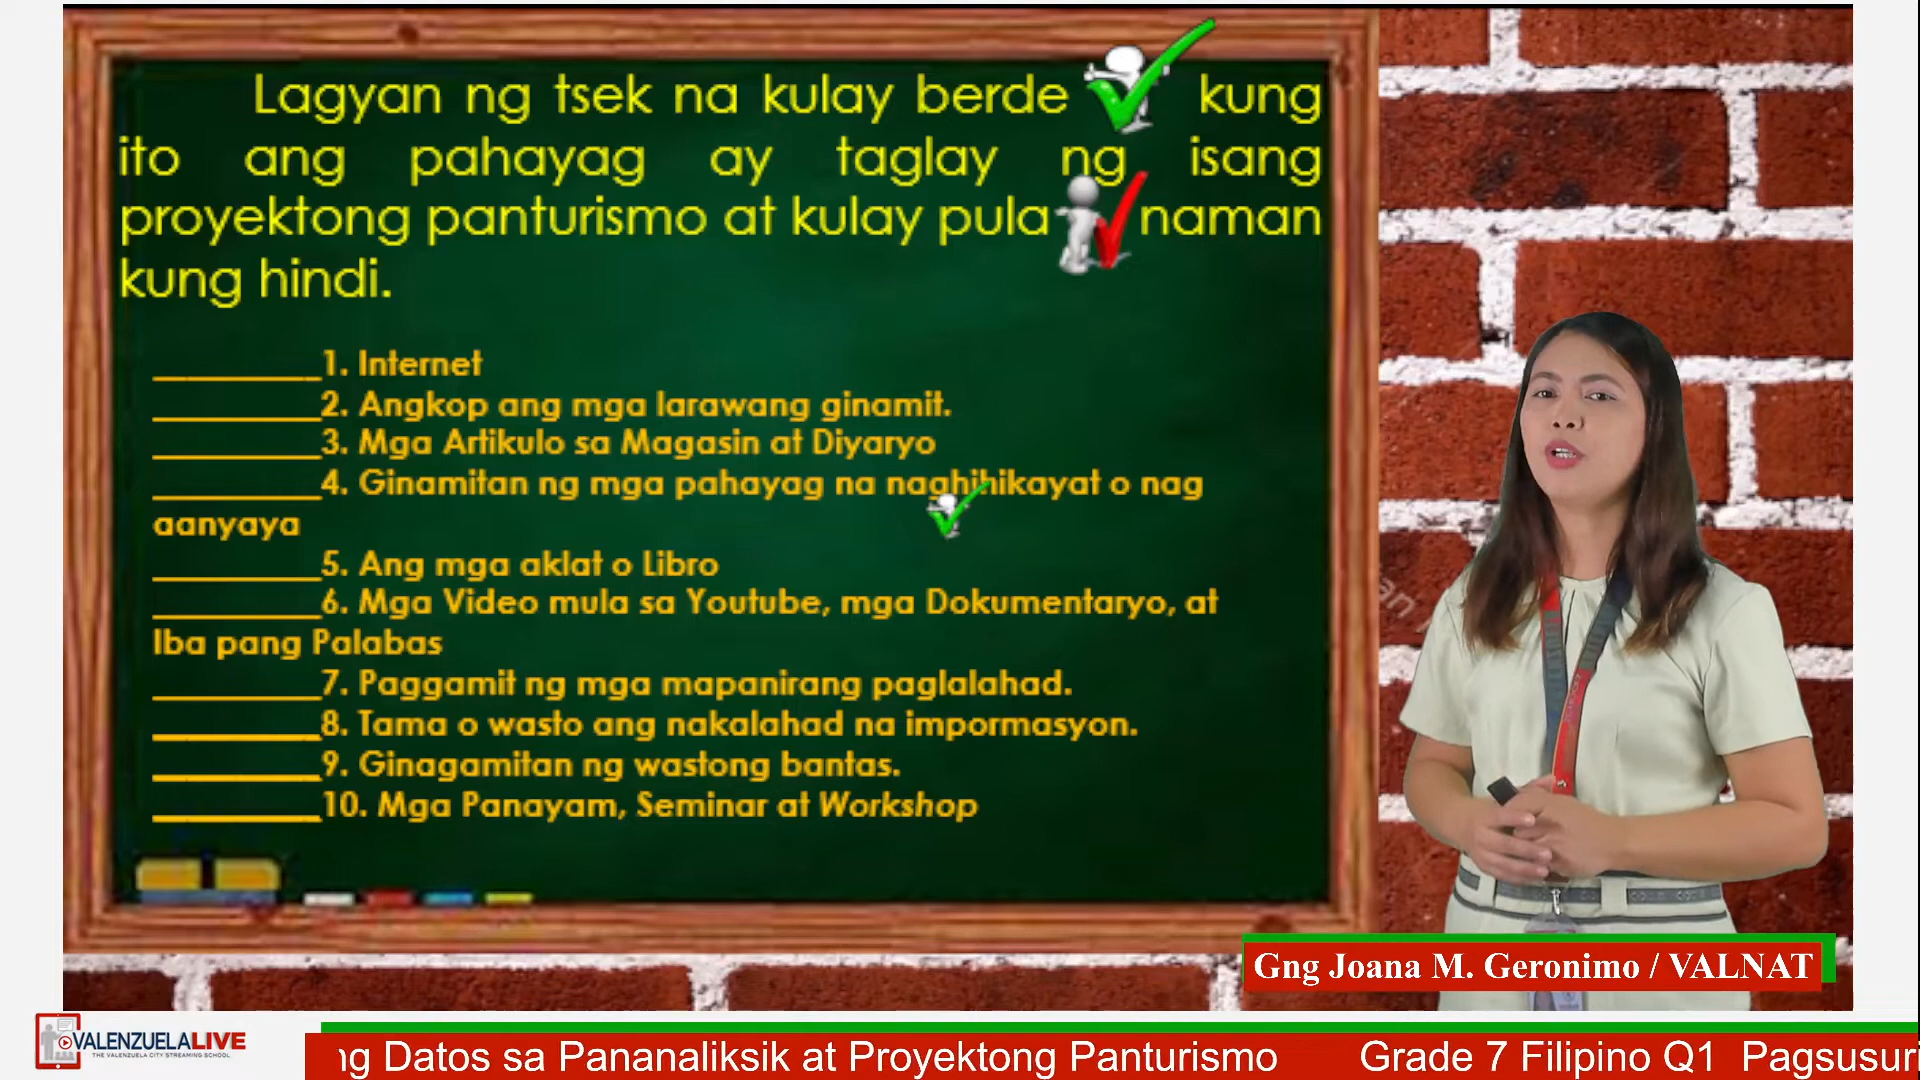 Lagyan ng tsek na kulay berde kung
ito ang pahayag ay taglay ng isang
proyektong panturismo at kulay pula naman
kung hindi.
__________1. Internet
__________2. Angkop ang mga larawang ginamit.
__________3. Mga Artikulo sa Magasin at Diyaryo
__________4. Ginamitan ng mga pahayag na naghihikayat o nag
aanyaya
__________5. Ang mga aklat o Libro
__________6. Mga Video mula sa Youtube, mga Dokumentaryo, at
Iba pang Palabas
__________7. Paggamit ng mga mapanirang paglalahad.
__________8. Tama o wasto ang nakalahad na impormasyon.
__________9. Ginagamitan ng wastong bantas.
__________10. Mga Panayam, Seminar at Workshop
Gng Joana M. Geronimo / VALNAT
VALENZUELALIVE
THE VALENZUELA CITY STREAMING SCHOOL
ng Datos sa Pananaliksik at Proyektong Panturismo Grade 7 Filipino Q1 Pagsusuri